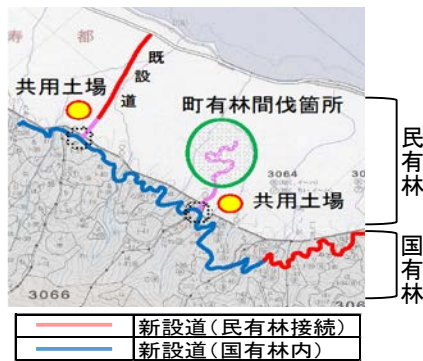 寿 都
既設道
共用土場
町有林間伐箇所
民有林
3064
30
共用土場
国有林
3066
新設道(民有林接続)
新設道(国有林内)